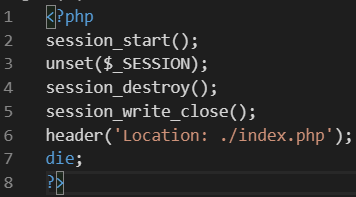 1 <?php
2 session_start();
3 unset($_SESSION);
4 session_destroy();
5 session_write_close();
6 header('Location: ./index.php');
7 die;
8 ?>